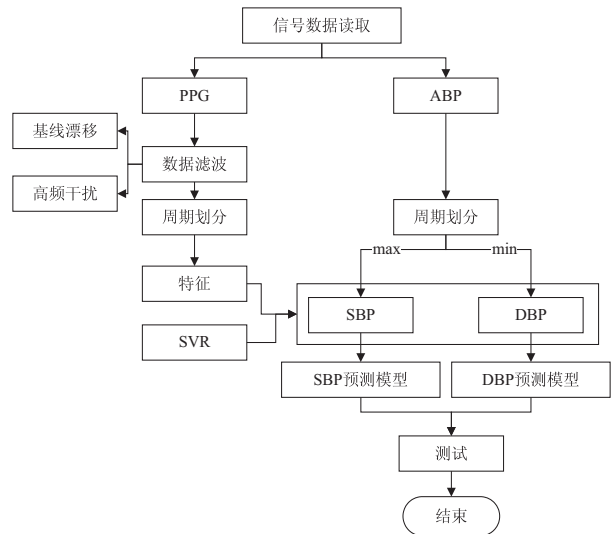 信号数据读取
PPG
ABP
基线漂移
数据滤波
高频干扰
周期划分
周期划分
max
min
特征
SBP
DBP
SVR
SBP预测模型
DBP预测模型
测试
结束